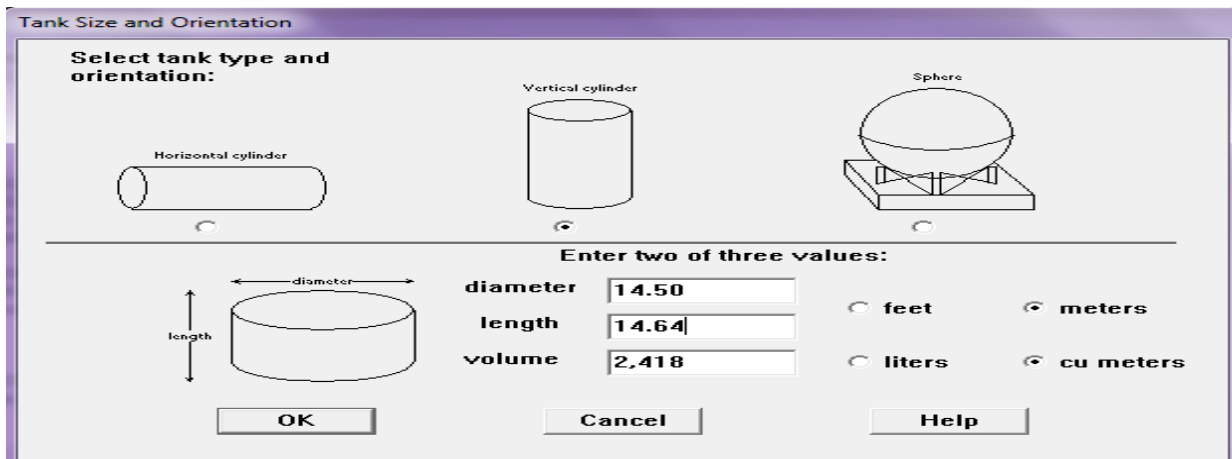 Tank Size and Orientation
Select tank type and
orientation:
Horizontal cylinder
Vertical cylinder
Sphere
Enter two of three values:
diameter
length
diameter 14.50
length 14.64
volume 2,418
feet meters
liters cu meters
OK Cancel Help